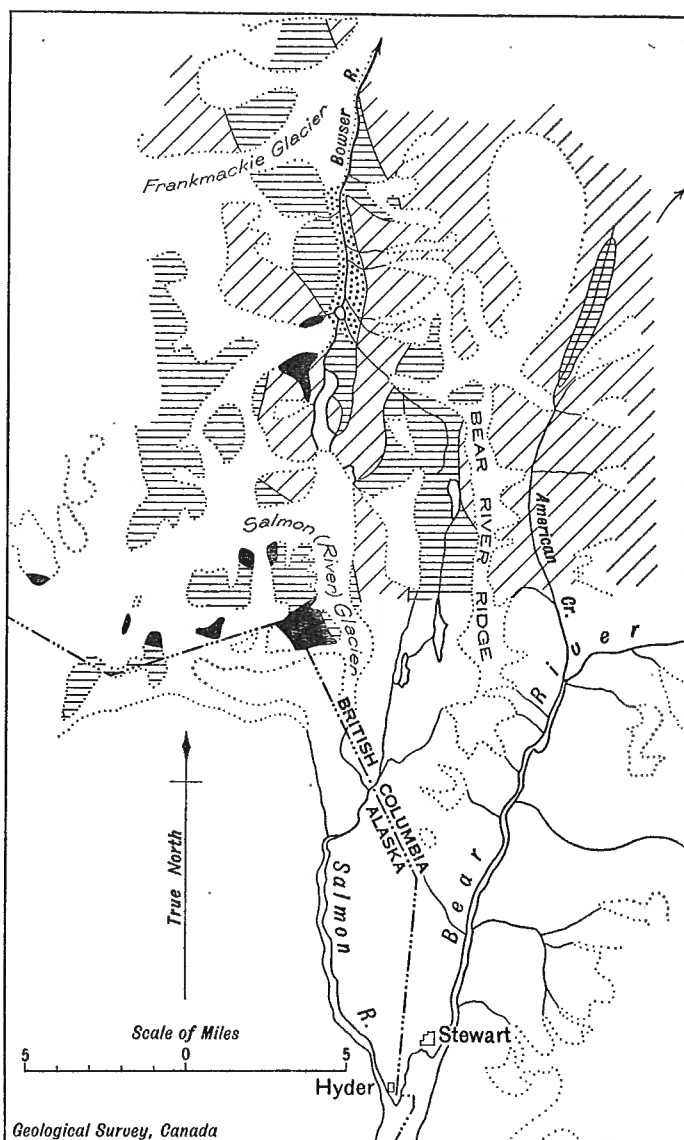 Bowser R.
Frankmackie Glacier
BEAR RIVER RIDGE
American Cr.
Salmon (River) Glacier
Bear River
BRITISH COLUMBIA
ALASKA
True North
Salmon R.
Scale of Miles
5 0 5
Stewart
Hyder
Geological Survey, Canada